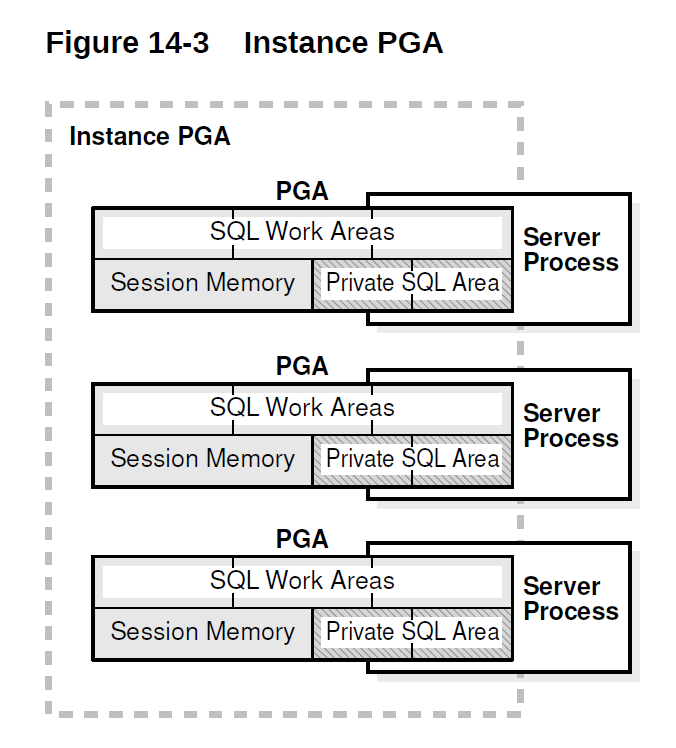 Figure 14-3 Instance PGA
Instance PGA
PGA
SQL Work Areas
Session Memory
Private SQL Area
Server
Process
PGA
SQL Work Areas
Session Memory
Private SQL Area
Server
Process
PGA
SQL Work Areas
Session Memory
Private SQL Area
Server
Process